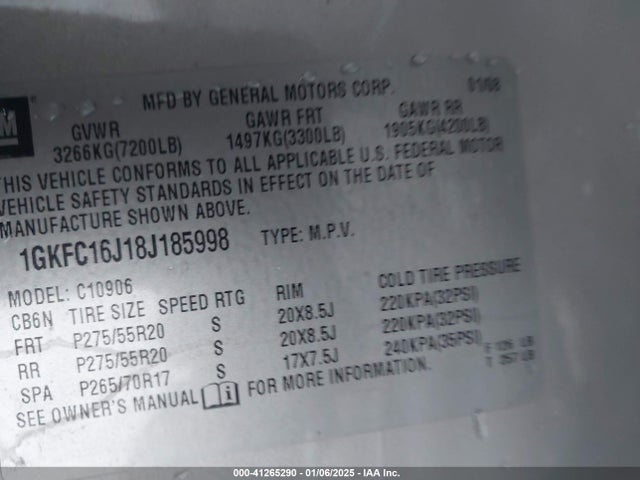 GM
MFD BY GENERAL MOTORS CORP. 01/08
GVWR GAWR FRT GAWR RR
3266KG(7200LB) 1497KG(3300LB) 1905KG(4200LB)
THIS VEHICLE CONFORMS TO ALL APPLICABLE U.S. FEDERAL MOTOR
VEHICLE SAFETY STANDARDS IN EFFECT ON THE DATE OF
MANUFACTURE SHOWN ABOVE.
1GKFC16J18J185998 TYPE: M.P.V.
MODEL: C10906
CB6N TIRE SIZE SPEED RTG RIM COLD TIRE PRESSURE
FRT P275/55R20 S 20X8.5J 220KPA(32PSI)
RR P275/55R20 S 20X8.5J 220KPA(32PSI)
SPA P265/70R17 S 17X7.5J 240KPA(35PSI)
SEE OWNER'S MANUAL i FOR MORE INFORMATION.
000-41265290 - 01/06/2025 - IAA Inc.